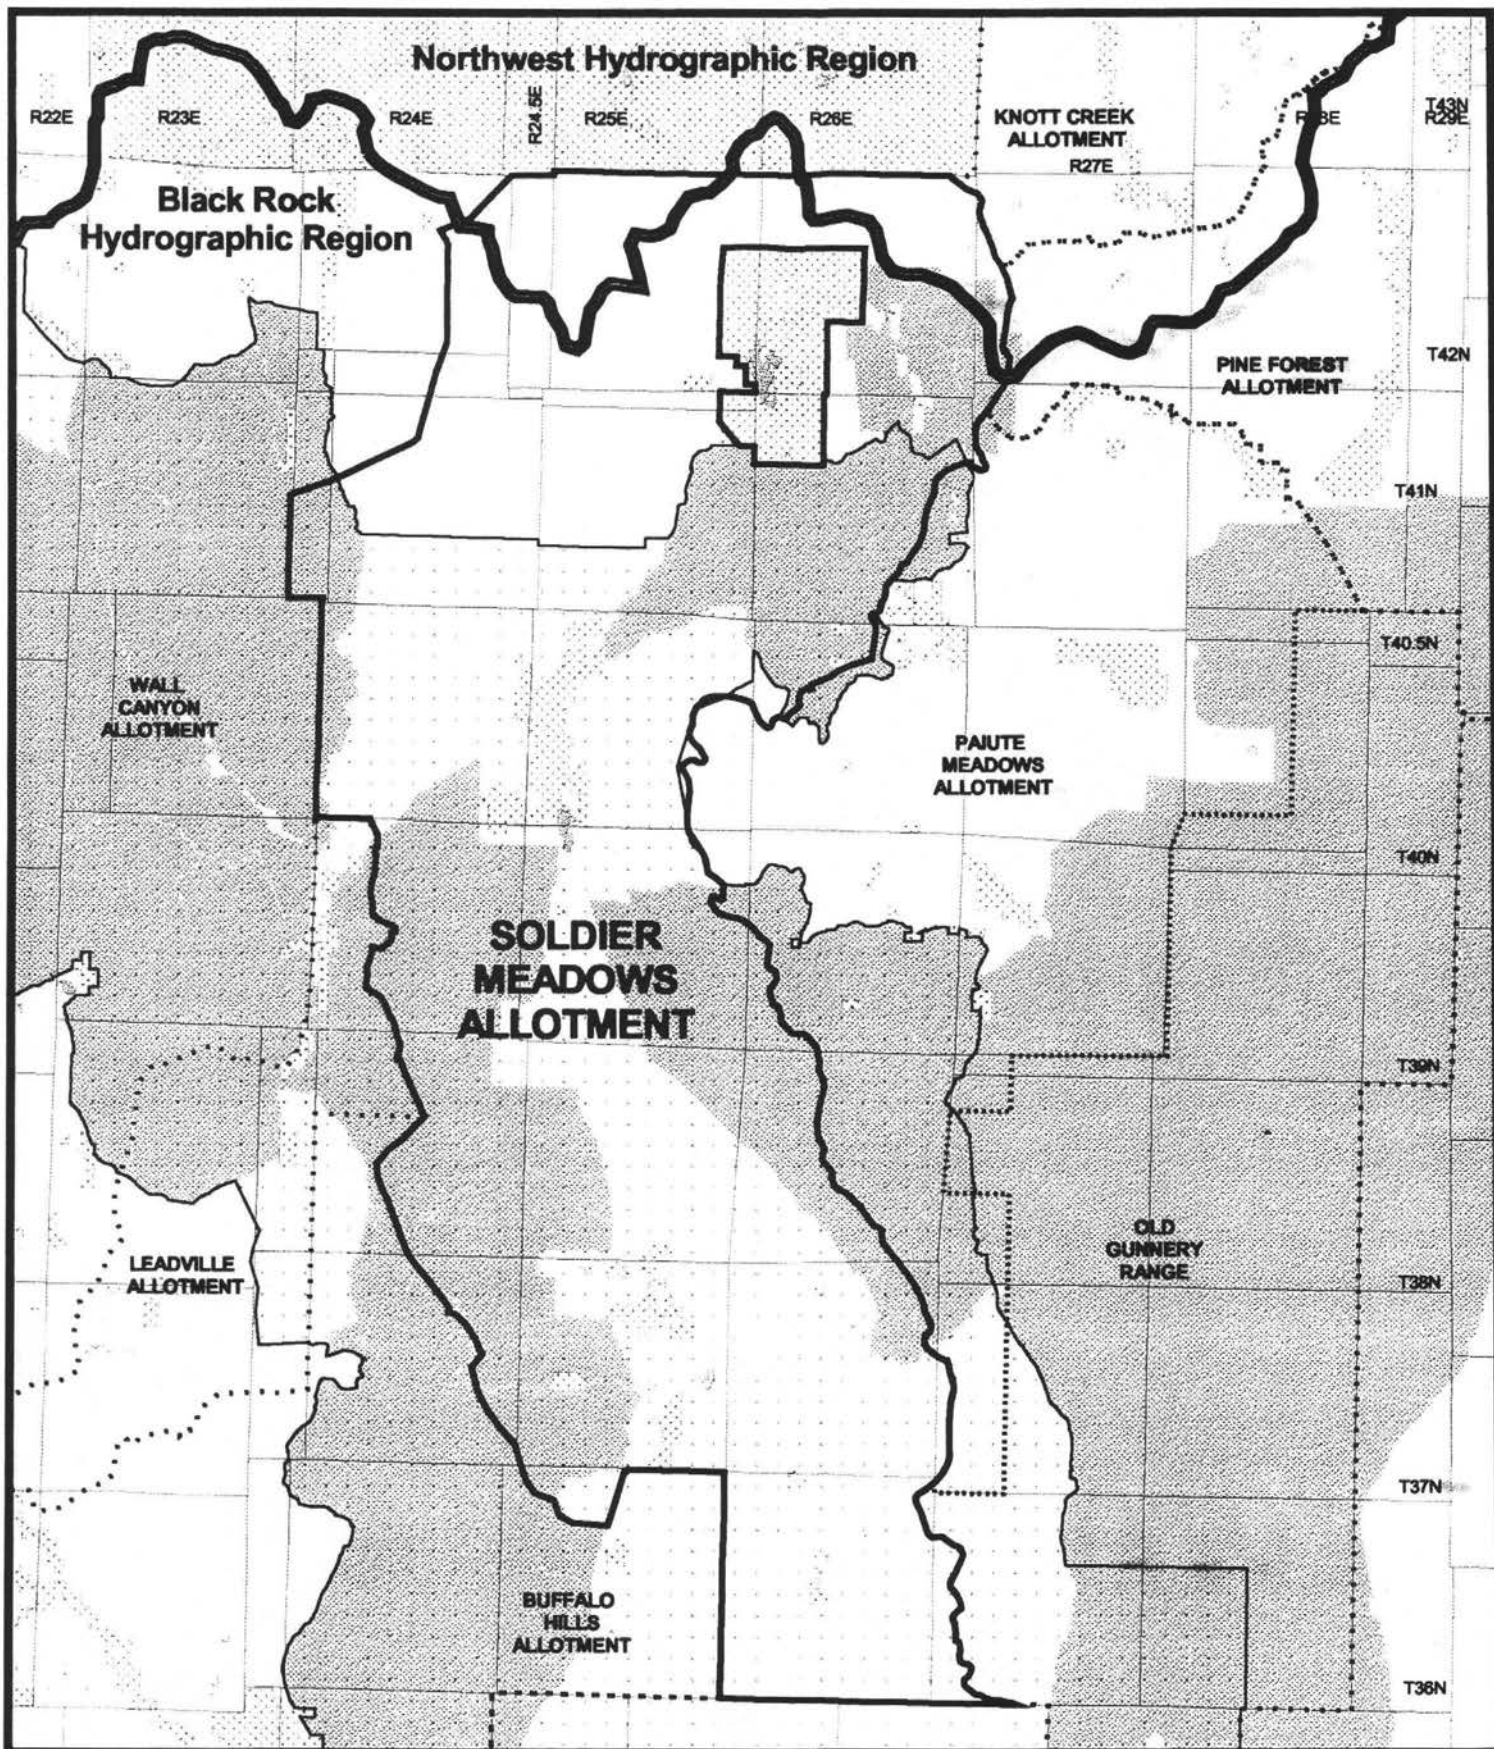 Northwest Hydrographic Region
R22E
R23E
R24E
R24.5E
R25E
R26E
KNOTT CREEK
ALLOTMENT
R27E
T43N
R29E
Black Rock
Hydrographic Region
T42N
PINE FOREST
ALLOTMENT
T41N
T40.5N
WALL
CANYON
ALLOTMENT
PAIUTE
MEADOWS
ALLOTMENT
T40N
SOLDIER
MEADOWS
ALLOTMENT
T39N
OLD
GUNNERY
RANGE
LEADVILLE
ALLOTMENT
T38N
T37N
BUFFALO
HILLS
ALLOTMENT
T36N